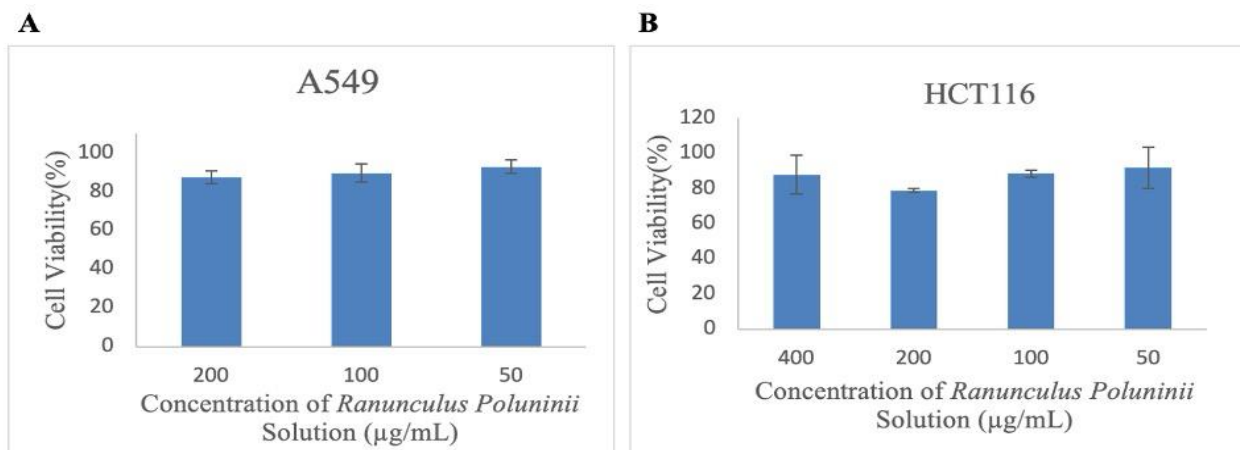 A
A549
100
80
60
40
20
0
Cell Viability(%)
200 100 50
Concentration of Ranunculus Poluninii
Solution (µg/mL)
B
HCT116
120
100
80
60
40
20
0
Cell Viability(%)
400 200 100 50
Concentration of Ranunculus Poluninii
Solution (µg/mL)